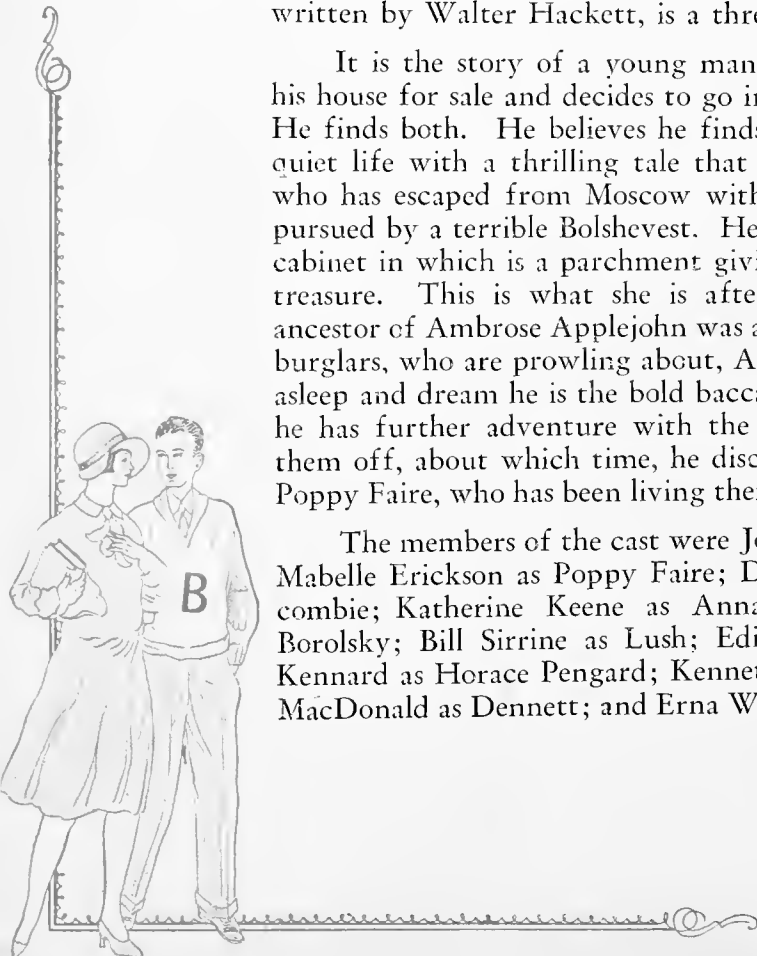 written by Walter Hackett, is a thre
It is the story of a young man
his house for sale and decides to go in
He finds both. He believes he finds
quiet life with a thrilling tale that
who has escaped from Moscow with
pursued by a terrible Bolshevest. He
cabinet in which is a parchment givi
treasure. This is what she is afte
ancestor of Ambrose Applejohn was a
burglars, who are prowling about, A
asleep and dream he is the bold bacca
he has further adventure with the
them off, about which time, he disc
Poppy Faire, who has been living ther
The members of the cast were Jo
Mabelle Erickson as Poppy Faire; D
combie; Katherine Keene as Anna
Borolsky; Bill Sirrine as Lush; Edi
Kennard as Horace Pengard; Kennet
MacDonald as Dennett; and Erna W
B